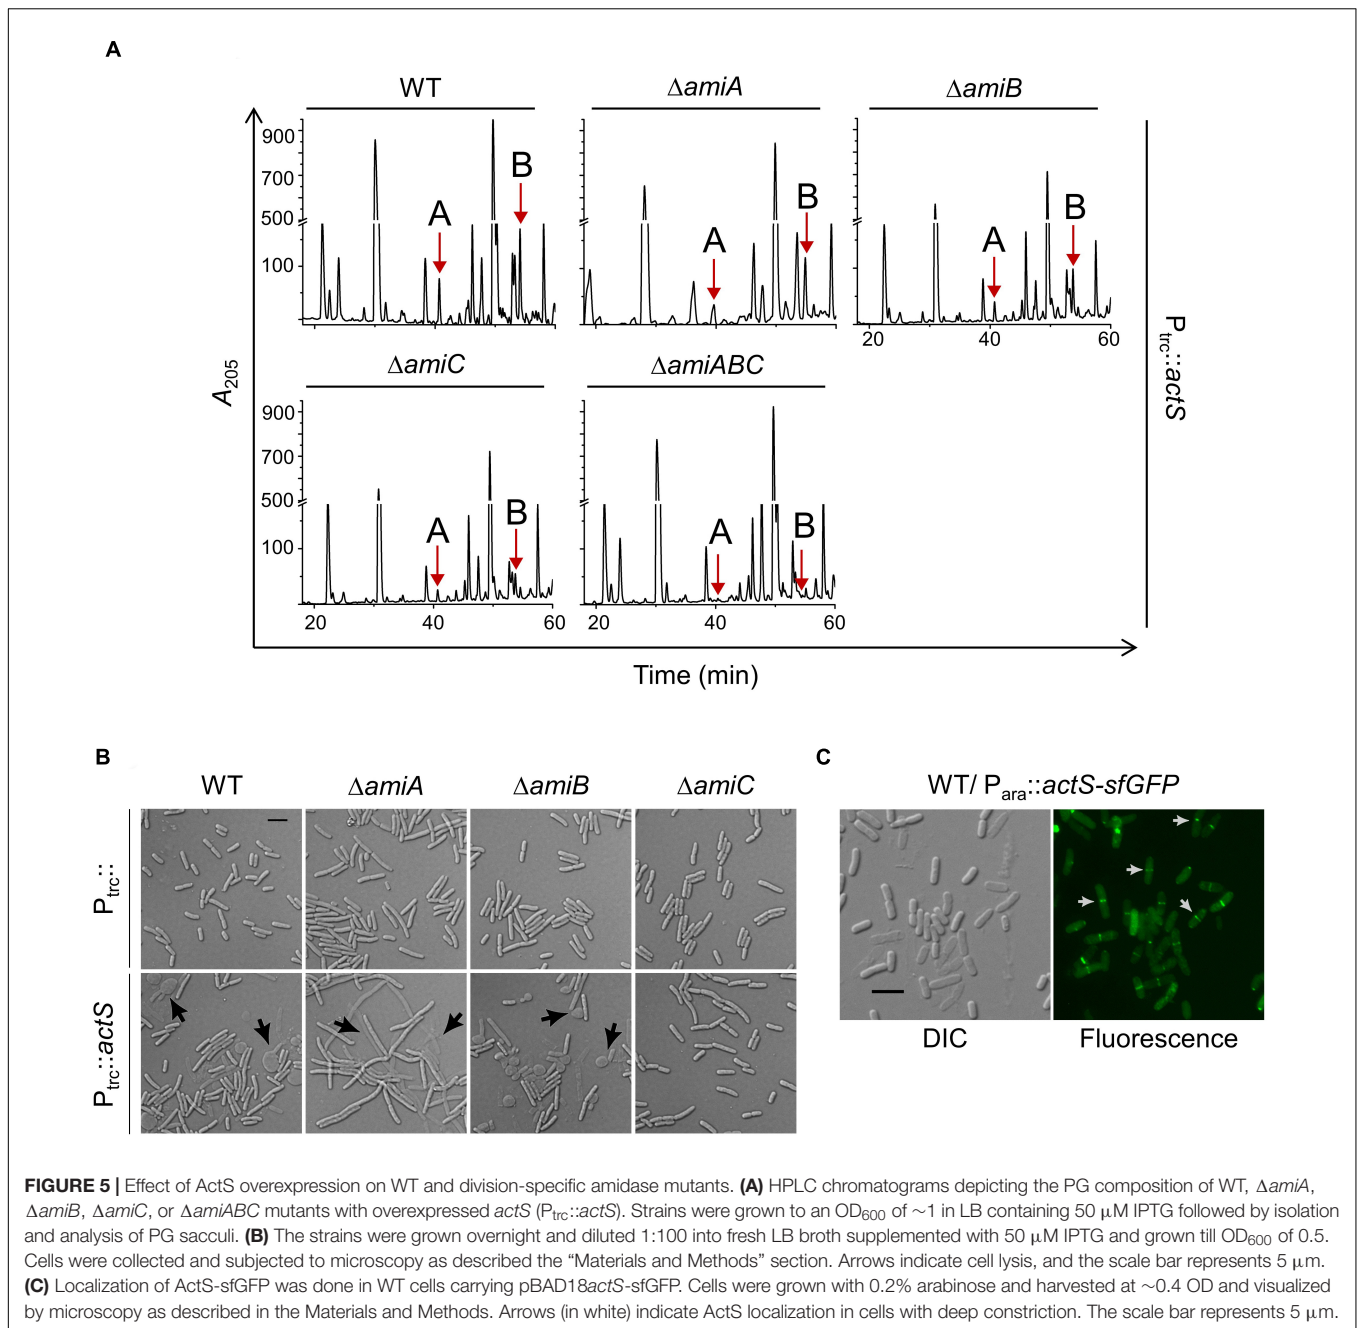 A
WT
ΔamiA
ΔamiB
900
700
500
100
A
B
A
B
A
B
20
40
60
ΔamiC
ΔamiABC
A₂₀₅
Pₜᵣ꜀::actS
900
700
500
100
A
B
A
B
20
40
60
20
40
60
Time (min)
B
WT
ΔamiA
ΔamiB
ΔamiC
Ptrc::
Ptrc::actS
C
WT/ Para::actS-sfGFP
DIC
Fluorescence
FIGURE 5 | Effect of ActS overexpression on WT and division-specific amidase mutants. (A) HPLC chromatograms depicting the PG composition of WT, ΔamiA,
ΔamiB, ΔamiC, or ΔamiABC mutants with overexpressed actS (Ptrc::actS). Strains were grown to an OD600 of ~1 in LB containing 50 μM IPTG followed by isolation
and analysis of PG sacculi. (B) The strains were grown overnight and diluted 1:100 into fresh LB broth supplemented with 50 μM IPTG and grown till OD600 of 0.5.
Cells were collected and subjected to microscopy as described the “Materials and Methods” section. Arrows indicate cell lysis, and the scale bar represents 5 μm.
(C) Localization of ActS-sfGFP was done in WT cells carrying pBAD18actS-sfGFP. Cells were grown with 0.2% arabinose and harvested at ~0.4 OD and visualized
by microscopy as described in the Materials and Methods. Arrows (in white) indicate ActS localization in cells with deep constriction. The scale bar represents 5 μm.